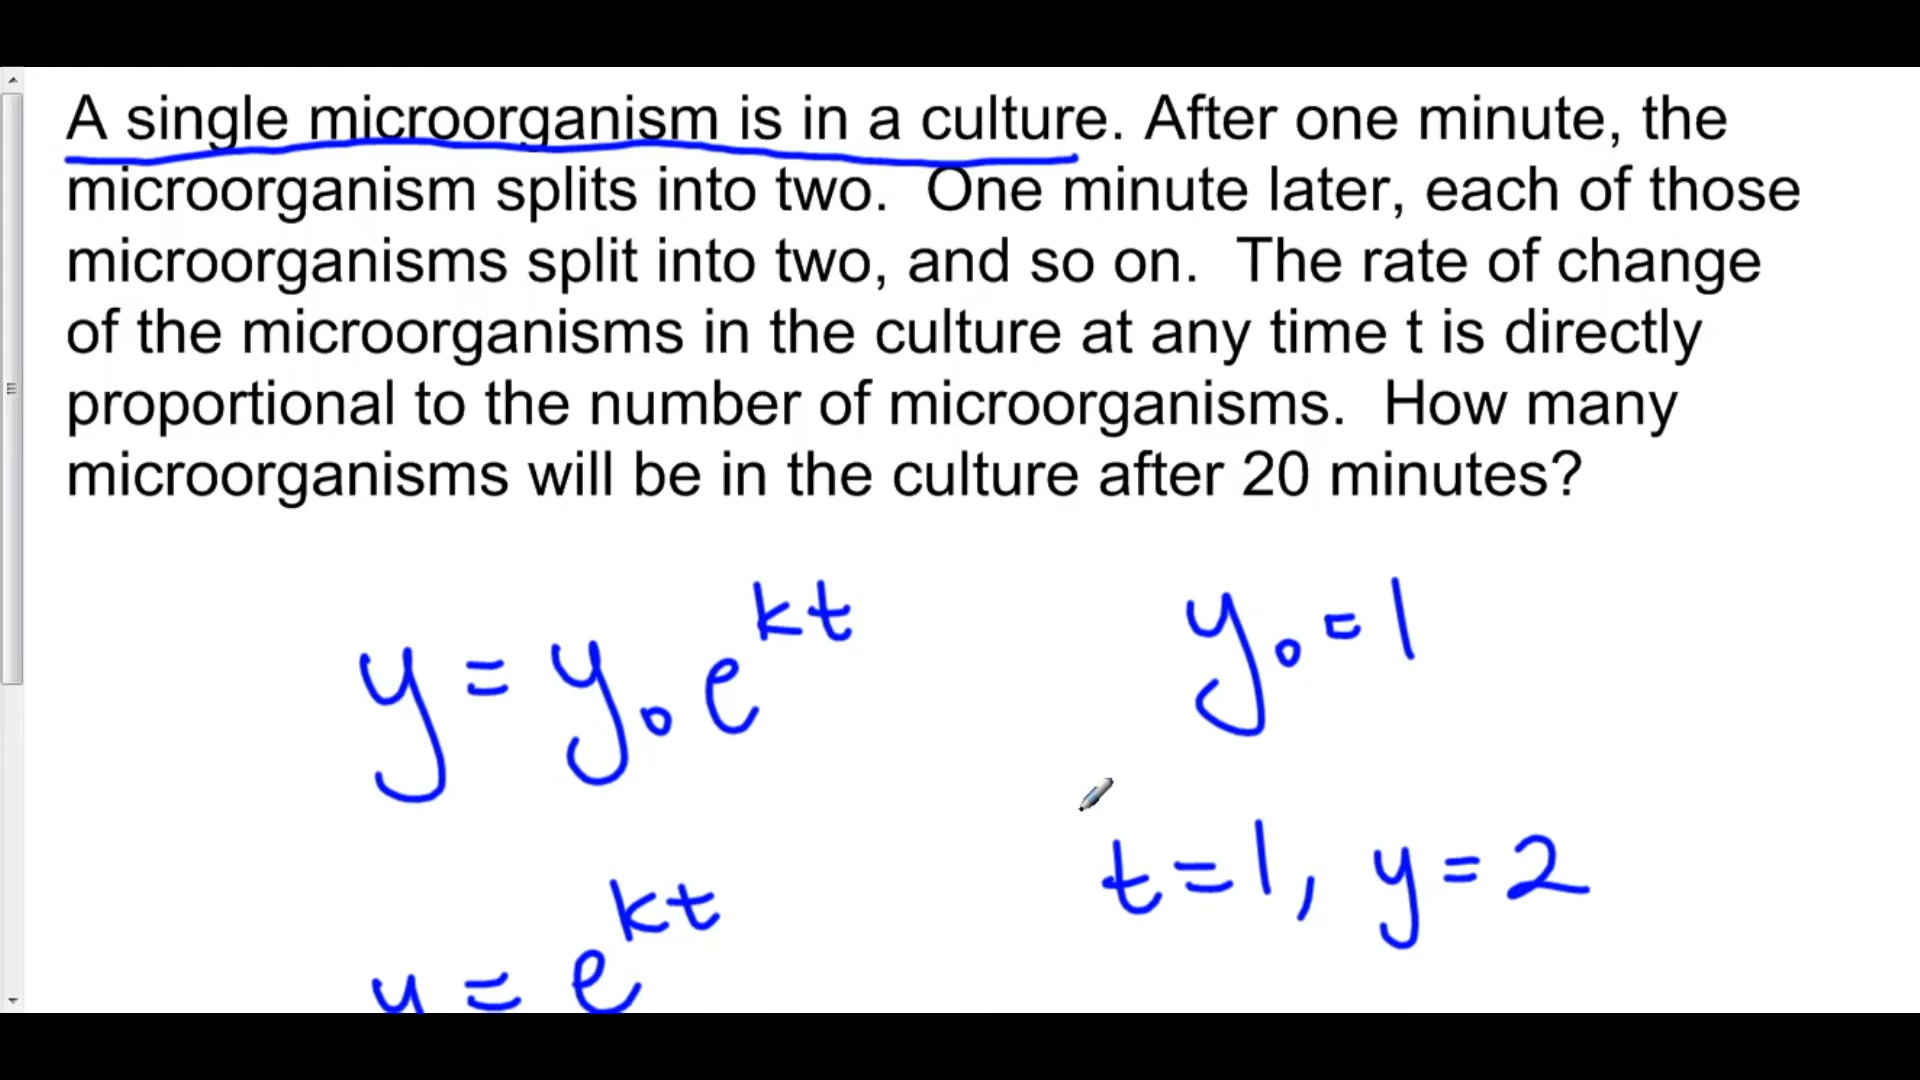 A single microorganism is in a culture. After one minute, the
microorganism splits into two. One minute later, each of those
microorganisms split into two, and so on. The rate of change
of the microorganisms in the culture at any time t is directly
proportional to the number of microorganisms. How many
microorganisms will be in the culture after 20 minutes?
y = y₀ e^kt
y₀ = 1
t = 1, y = 2
y = e^kt